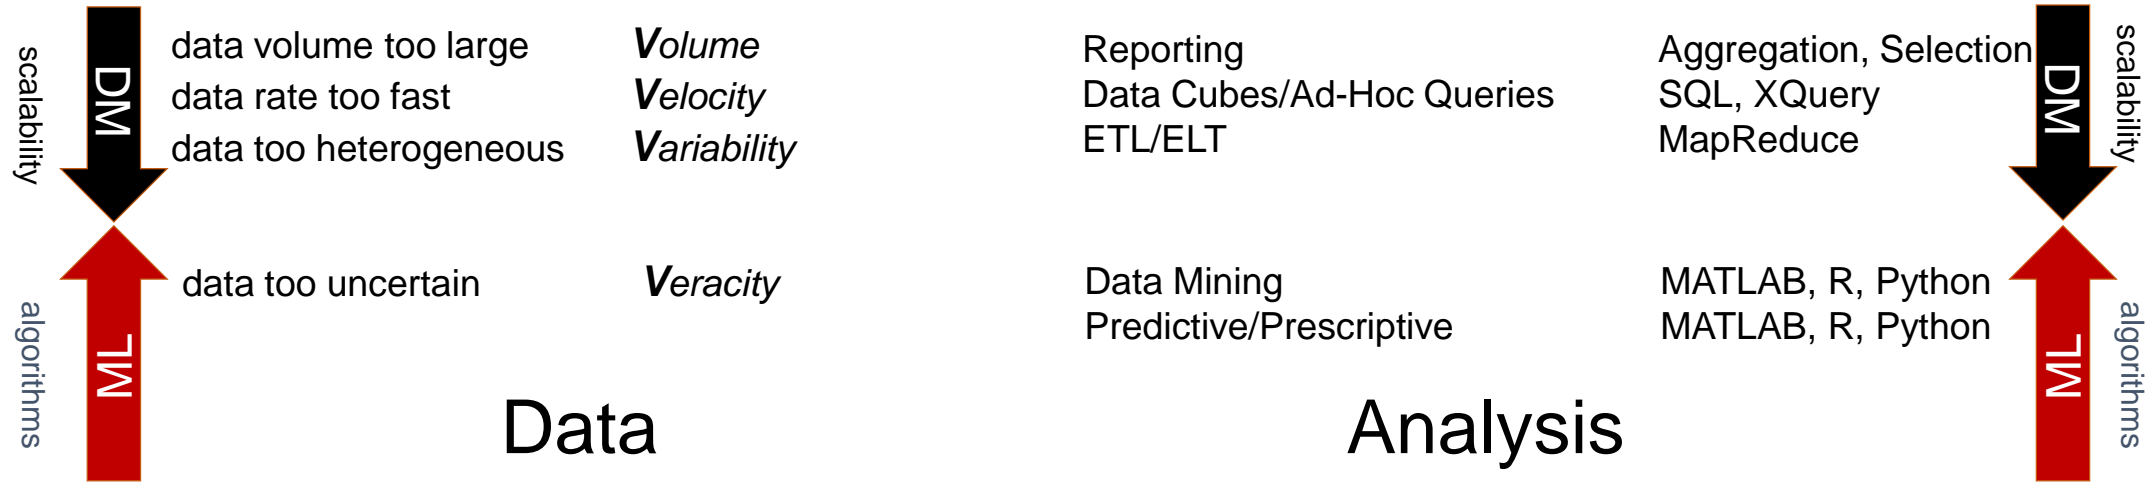 scalability
DM
data volume too large Volume
data rate too fast Velocity
data too heterogeneous Variability
algorithms
ML
data too uncertain Veracity
Data
Reporting Aggregation, Selection
Data Cubes/Ad-Hoc Queries SQL, XQuery
ETL/ELT MapReduce
DM
scalability
Data Mining MATLAB, R, Python
Predictive/Prescriptive MATLAB, R, Python
ML
algorithms
Analysis